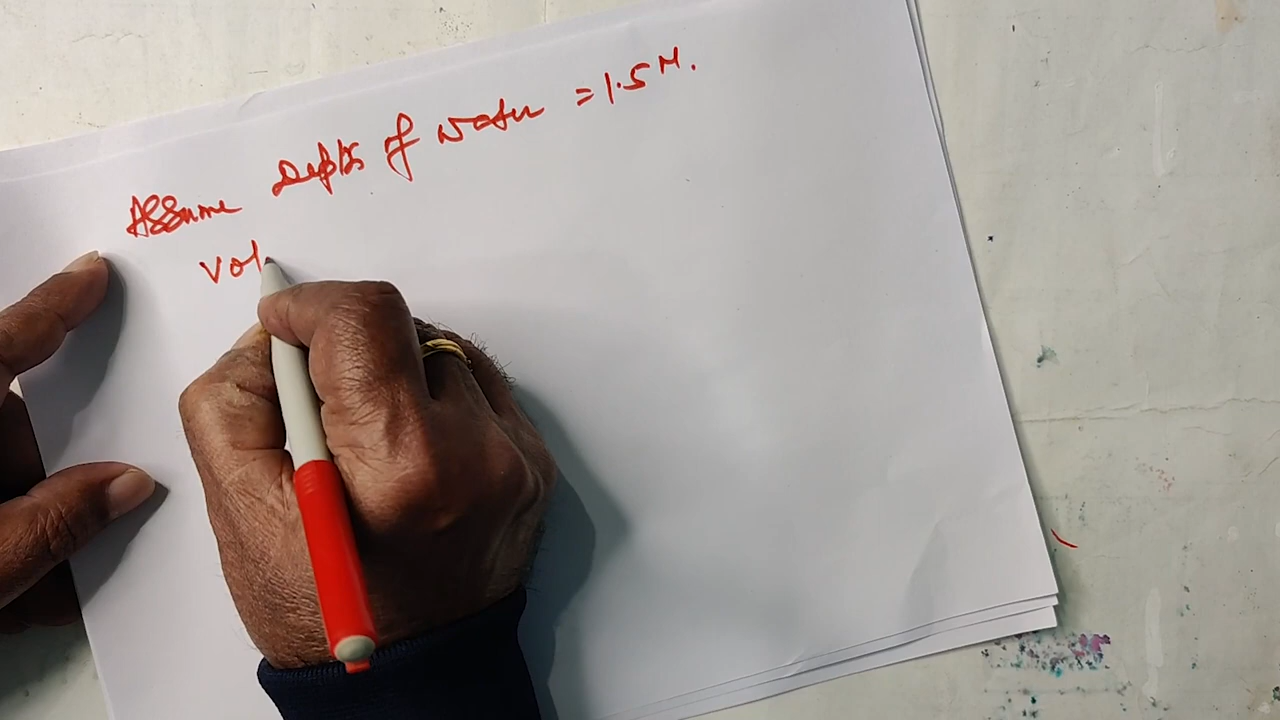 Assume Depth of Water = 1.5 M.
Vol